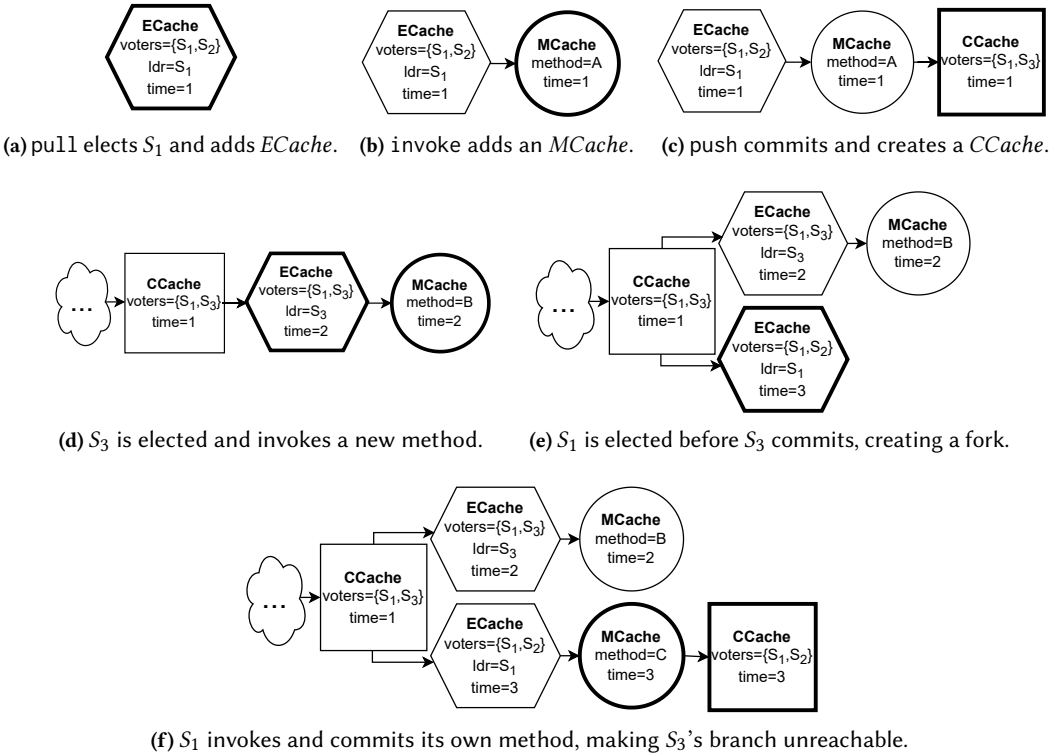 ECache
voters={S₁,S₂}
ldr=S₁
time=1
(a) pull elects S₁ and adds ECache.
ECache
voters={S₁,S₂}
ldr=S₁
time=1
MCache
method=A
time=1
(b) invoke adds an MCache.
ECache
voters={S₁,S₂}
ldr=S₁
time=1
MCache
method=A
time=1
CCache
voters={S₁,S₃}
time=1
(c) push commits and creates a CCache.
...
CCache
voters={S₁,S₃}
time=1
ECache
voters={S₁,S₃}
ldr=S₃
time=2
MCache
method=B
time=2
(d) S₃ is elected and invokes a new method.
...
CCache
voters={S₁,S₃}
time=1
ECache
voters={S₁,S₃}
ldr=S₃
time=2
MCache
method=B
time=2
ECache
voters={S₁,S₂}
ldr=S₁
time=3
(e) S₁ is elected before S₃ commits, creating a fork.
...
CCache
voters={S₁,S₃}
time=1
ECache
voters={S₁,S₃}
ldr=S₃
time=2
MCache
method=B
time=2
ECache
voters={S₁,S₂}
ldr=S₁
time=3
MCache
method=C
time=3
CCache
voters={S₁,S₂}
time=3
(f) S₁ invokes and commits its own method, making S₃'s branch unreachable.